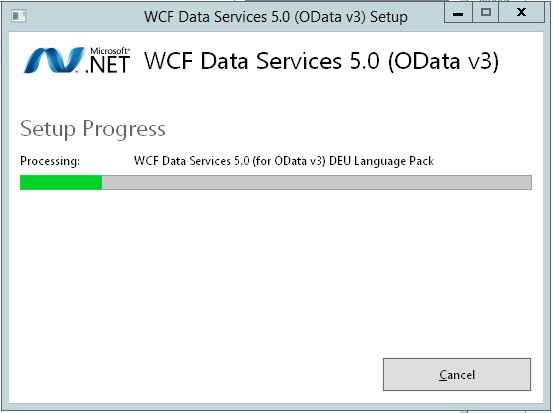 WCF Data Services 5.0 (OData v3) Setup
Microsoft®
.NET
WCF Data Services 5.0 (OData v3)
Setup Progress
Processing: WCF Data Services 5.0 (for OData v3) DEU Language Pack
Cancel